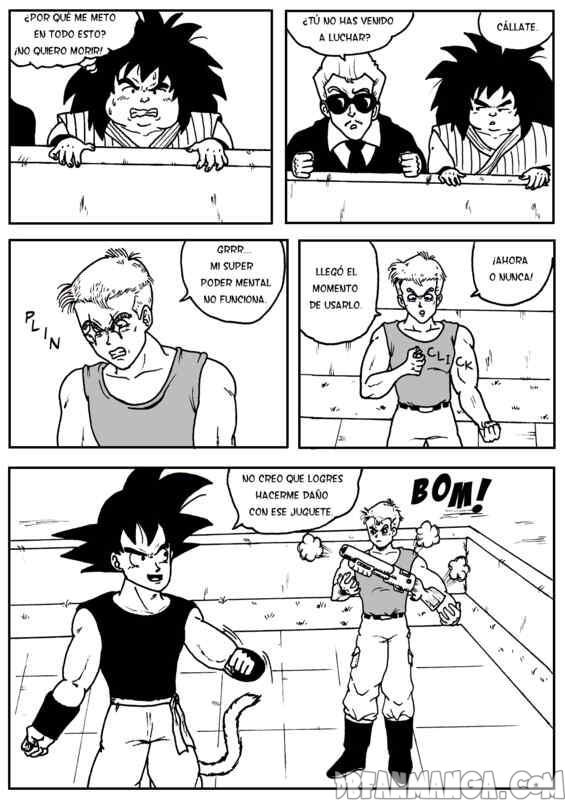 ¿POR QUÉ ME METO
EN TODO ESTO?
¡NO QUIERO MORIR!
¿TÚ NO HAS VENIDO
A LUCHAR?
CÁLLATE.
PLIN
GRRR....
MI SUPER
PODER MENTAL
NO FUNCIONA.
LLEGÓ EL
MOMENTO
DE USARLO.
¡AHORA
O NUNCA!
CLICK
NO CREO QUE LOGRES
HACERME DAÑO
CON ESE JUGUETE.
BOM!
DBFANMANGA.COM